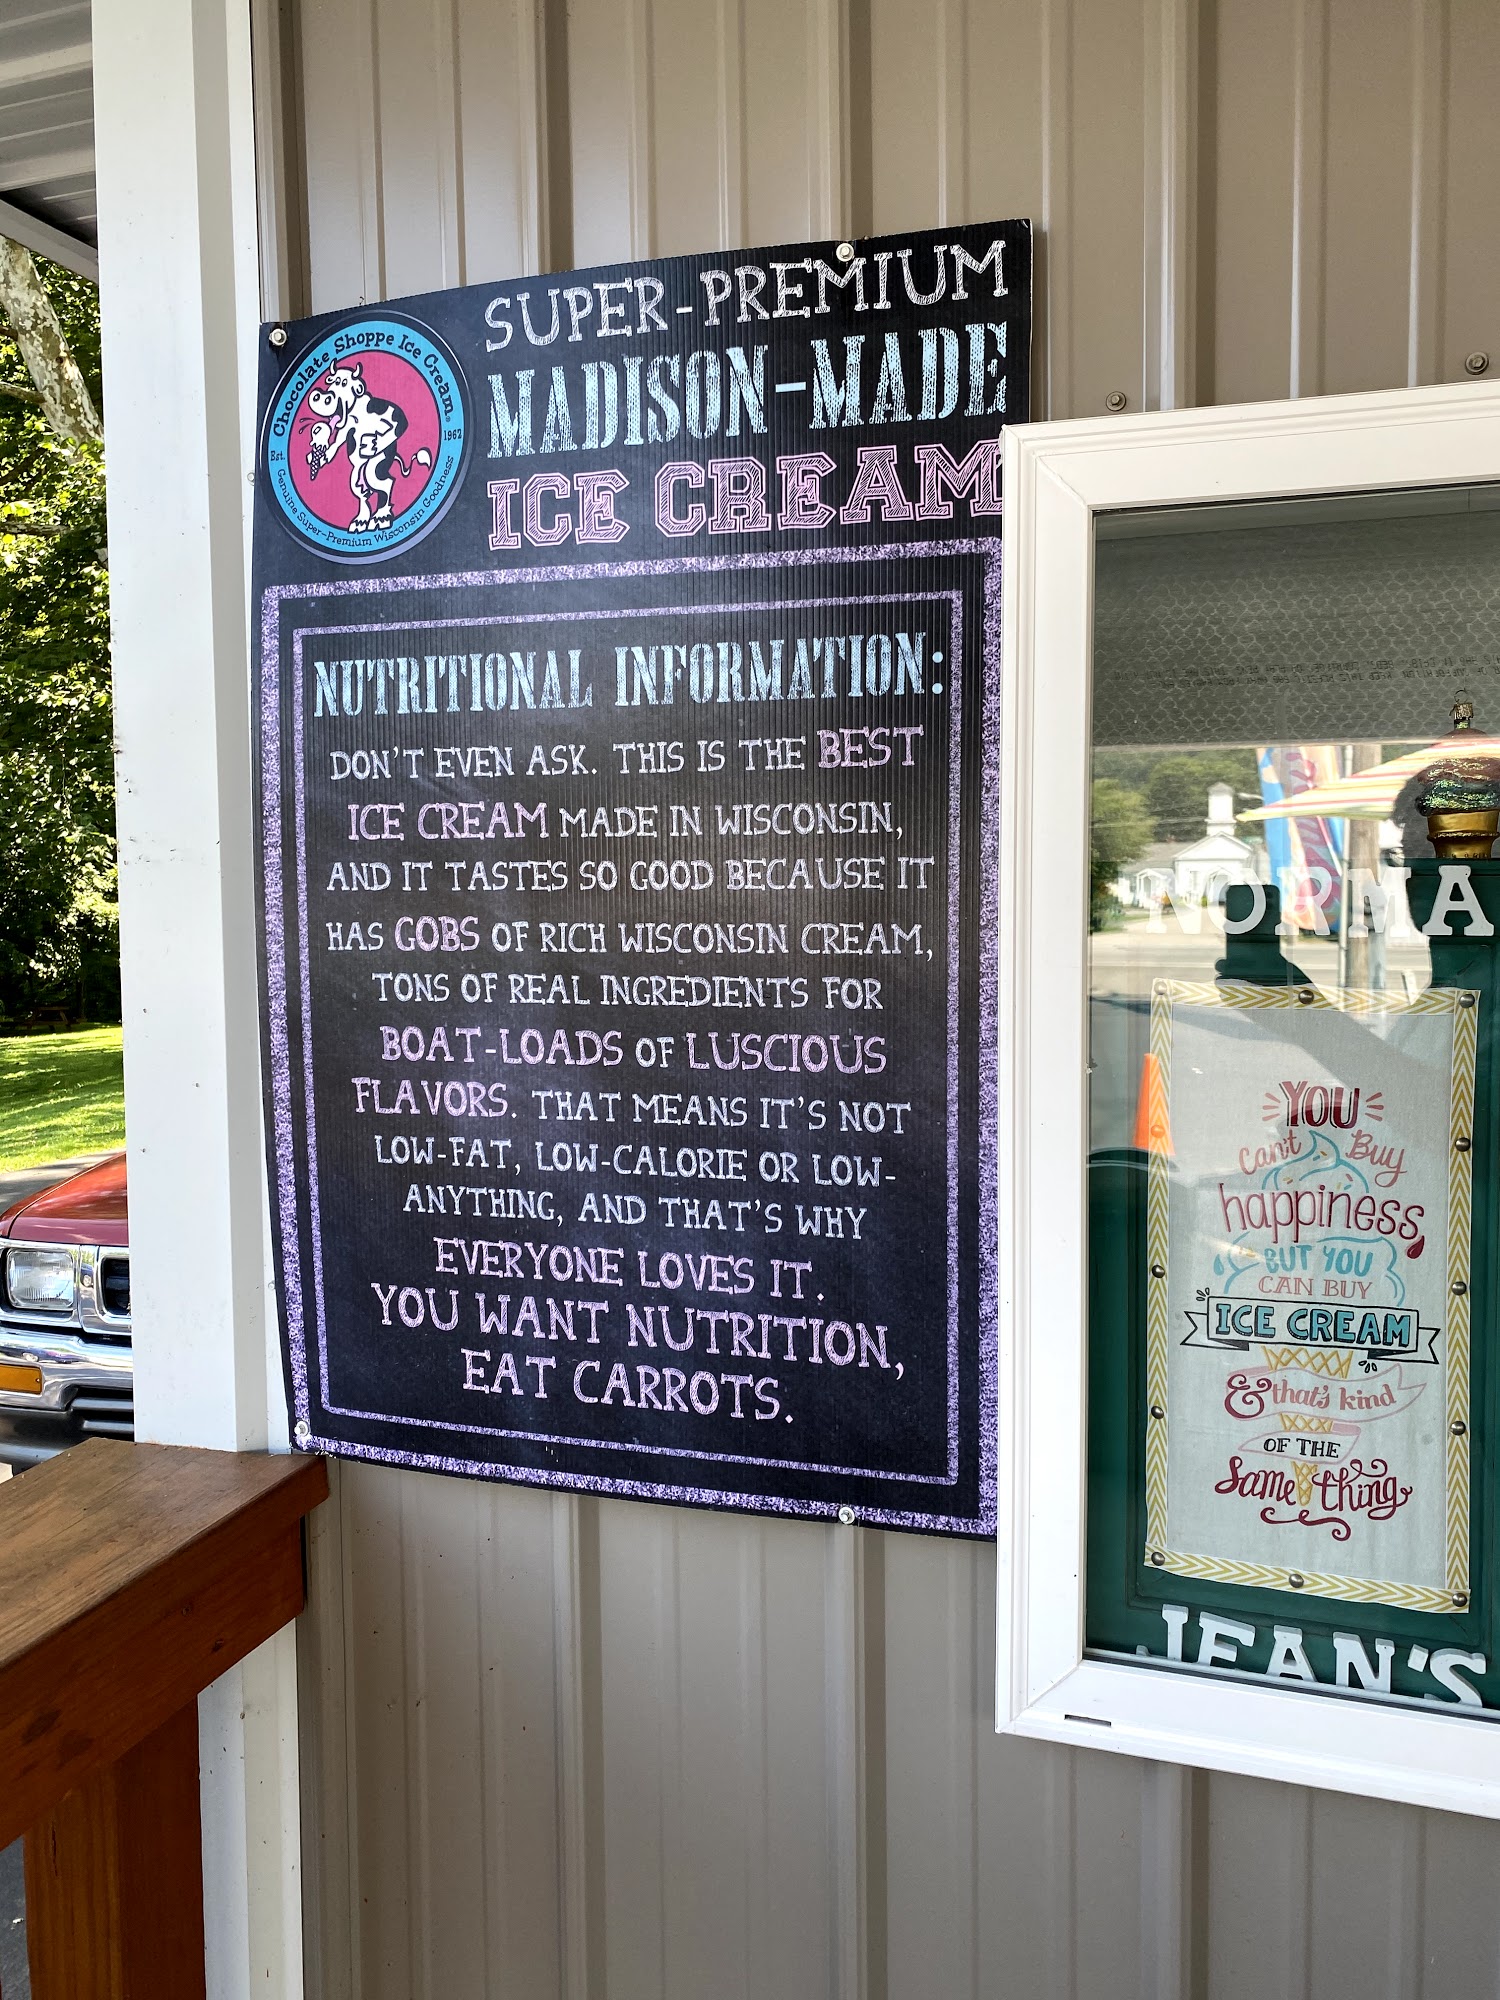 Chocolate Shoppe Ice Cream®
Est. 1962
Genuine Super-Premium Wisconsin Goodness
SUPER-PREMIUM
MADISON-MADE
ICE CREAM
NUTRITIONAL INFORMATION:
DON'T EVEN ASK. THIS IS THE BEST
ICE CREAM MADE IN WISCONSIN,
AND IT TASTES SO GOOD BECAUSE IT
HAS GOBS OF RICH WISCONSIN CREAM,
TONS OF REAL INGREDIENTS FOR
BOAT-LOADS OF LUSCIOUS
FLAVORS. THAT MEANS IT'S NOT
LOW-FAT, LOW-CALORIE OR LOW-
ANYTHING, AND THAT'S WHY
EVERYONE LOVES IT.
YOU WANT NUTRITION,
EAT CARROTS.
NORMA
YOU
can't Buy
happiness,
BUT YOU
CAN BUY
ICE CREAM
& that's kind
OF THE
Same thing
JEAN'S